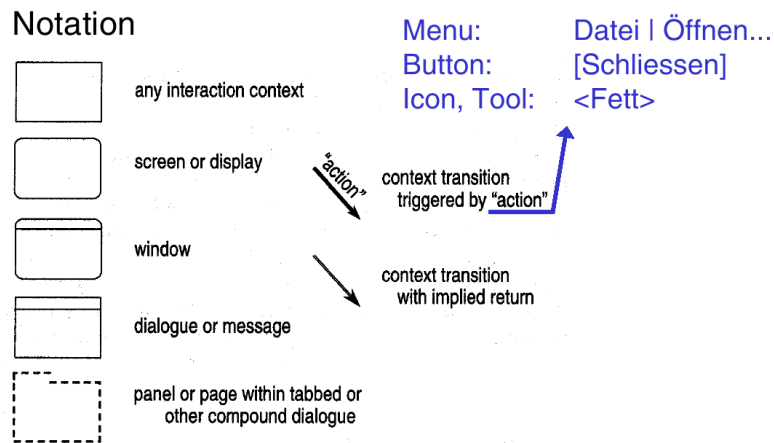 Notation
Menu: Datei | Öffnen...
Button: [Schliessen]
Icon, Tool: <Fett>
any interaction context
screen or display
"action"
context transition
triggered by "action"
window
context transition
with implied return
dialogue or message
panel or page within tabbed or
other compound dialogue